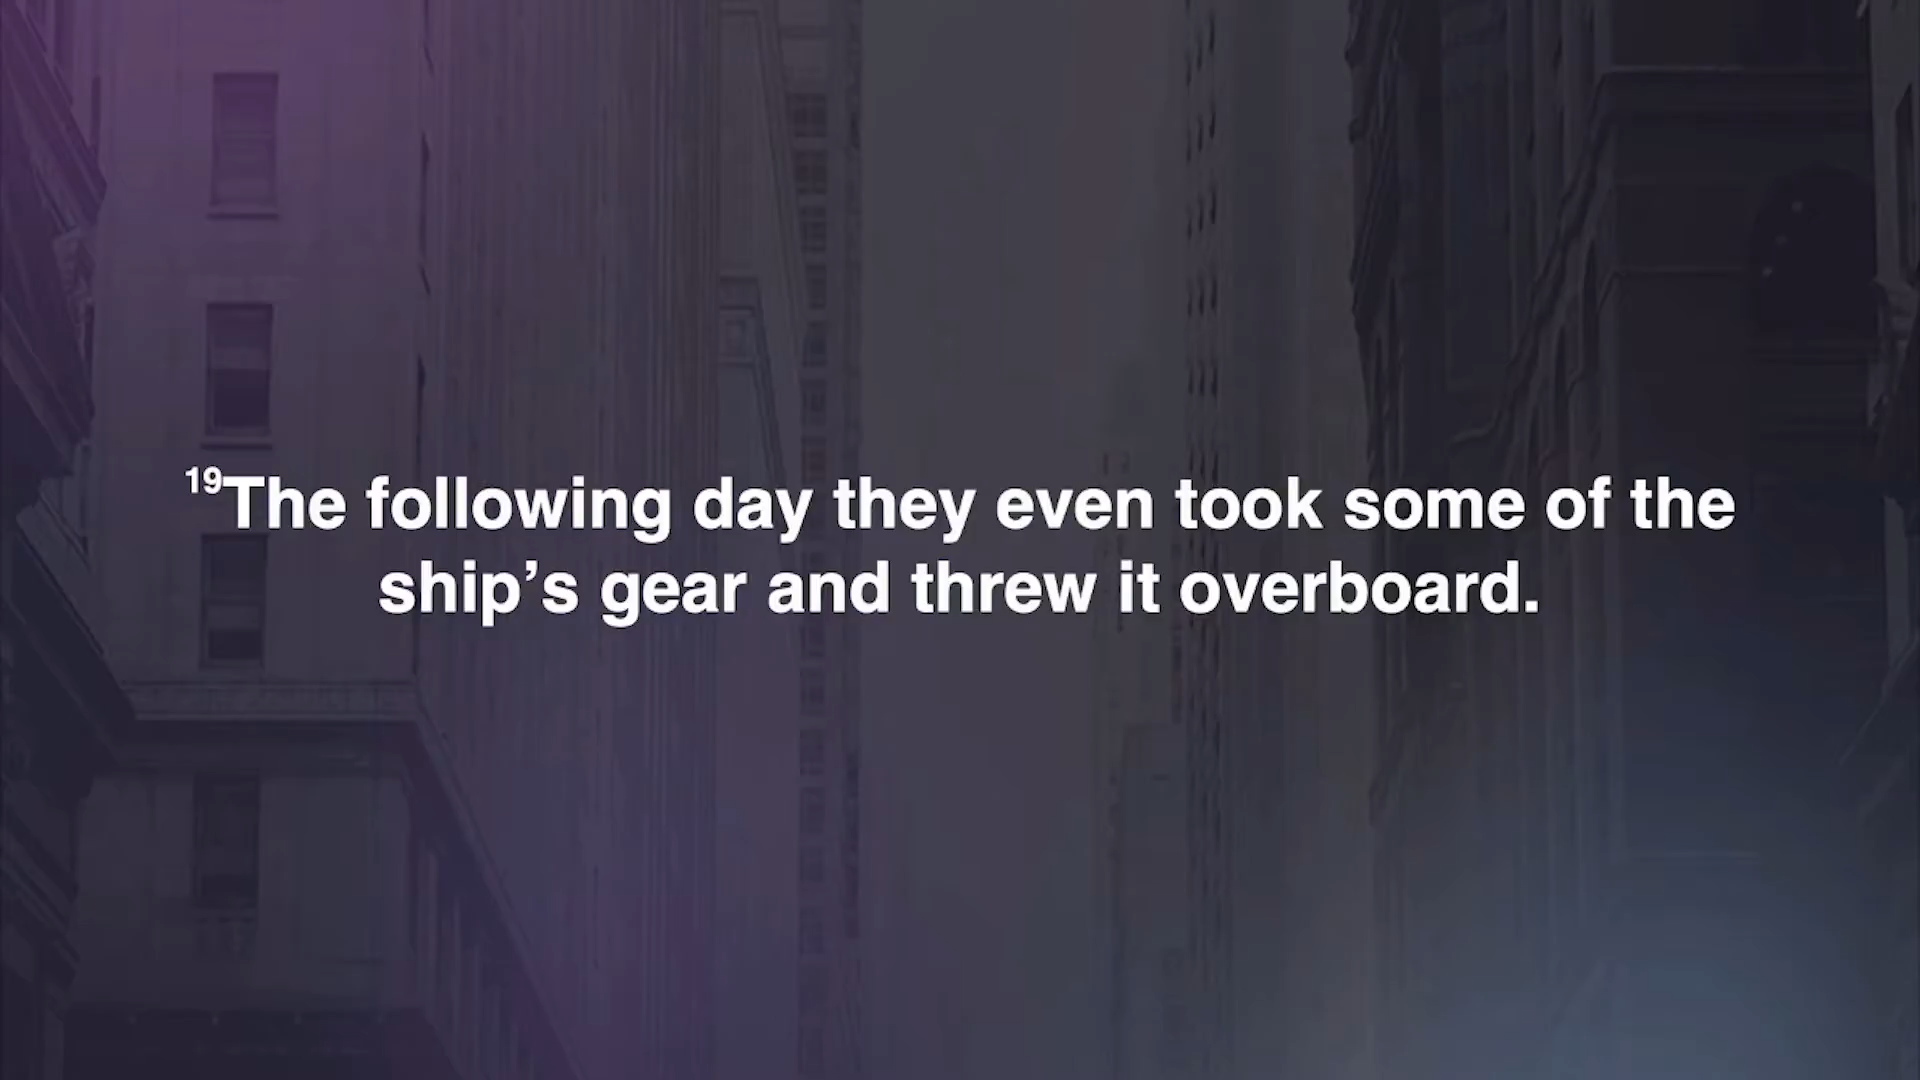 19The following day they even took some of the
ship’s gear and threw it overboard.